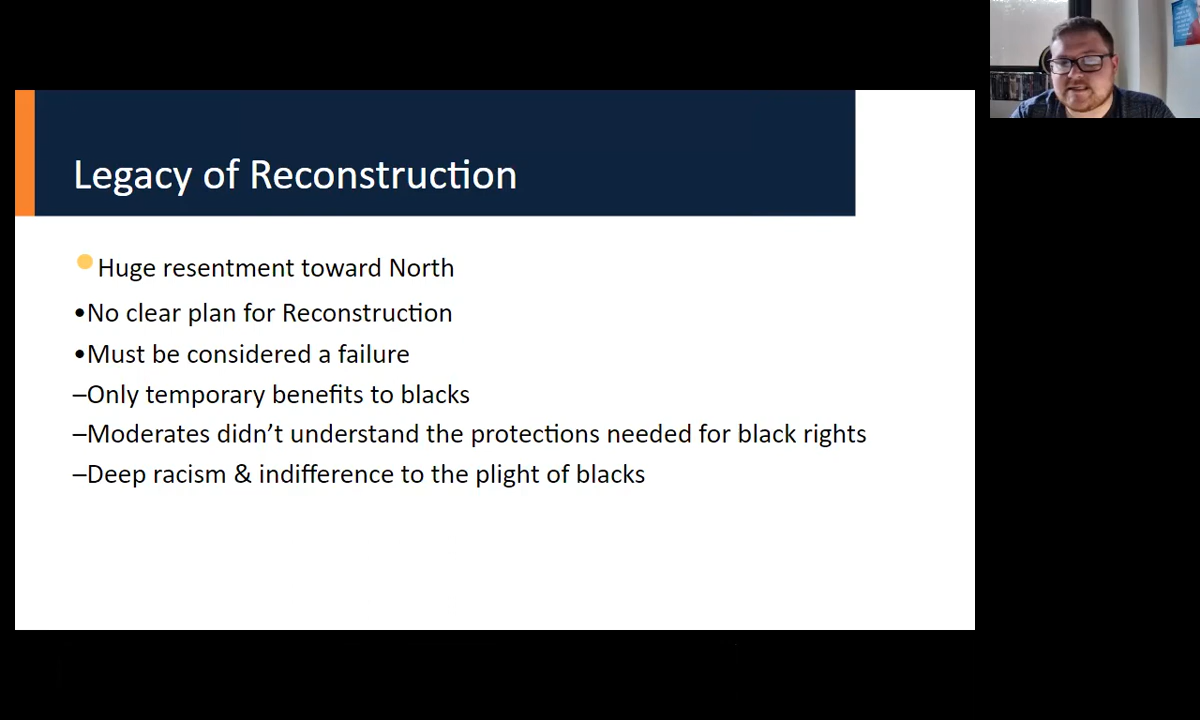 Legacy of Reconstruction
•Huge resentment toward North
•No clear plan for Reconstruction
•Must be considered a failure
–Only temporary benefits to blacks
–Moderates didn’t understand the protections needed for black rights
–Deep racism & indifference to the plight of blacks